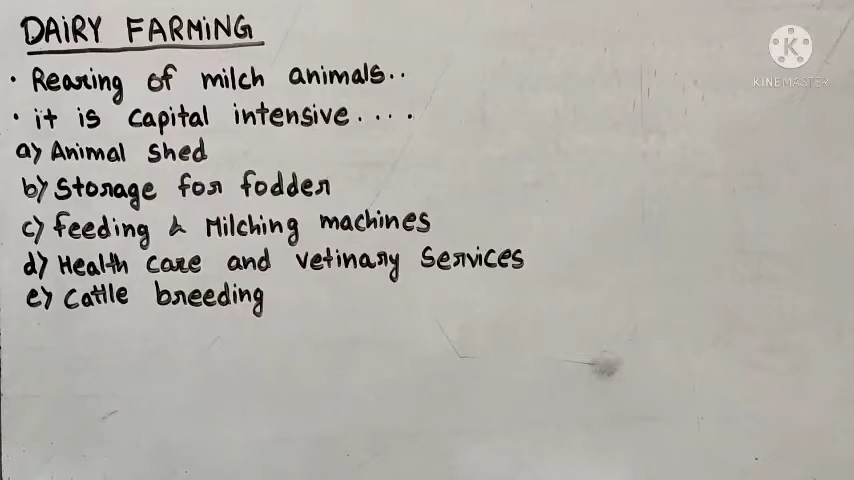 DAIRY FARMING
• Rearing of milch animals..
• it is capital intensive....
a) Animal shed
b) Storage for fodder
c) feeding & Milching machines
d) Health care and vetinary services
e) Cattle breeding
K
KINEMASTER